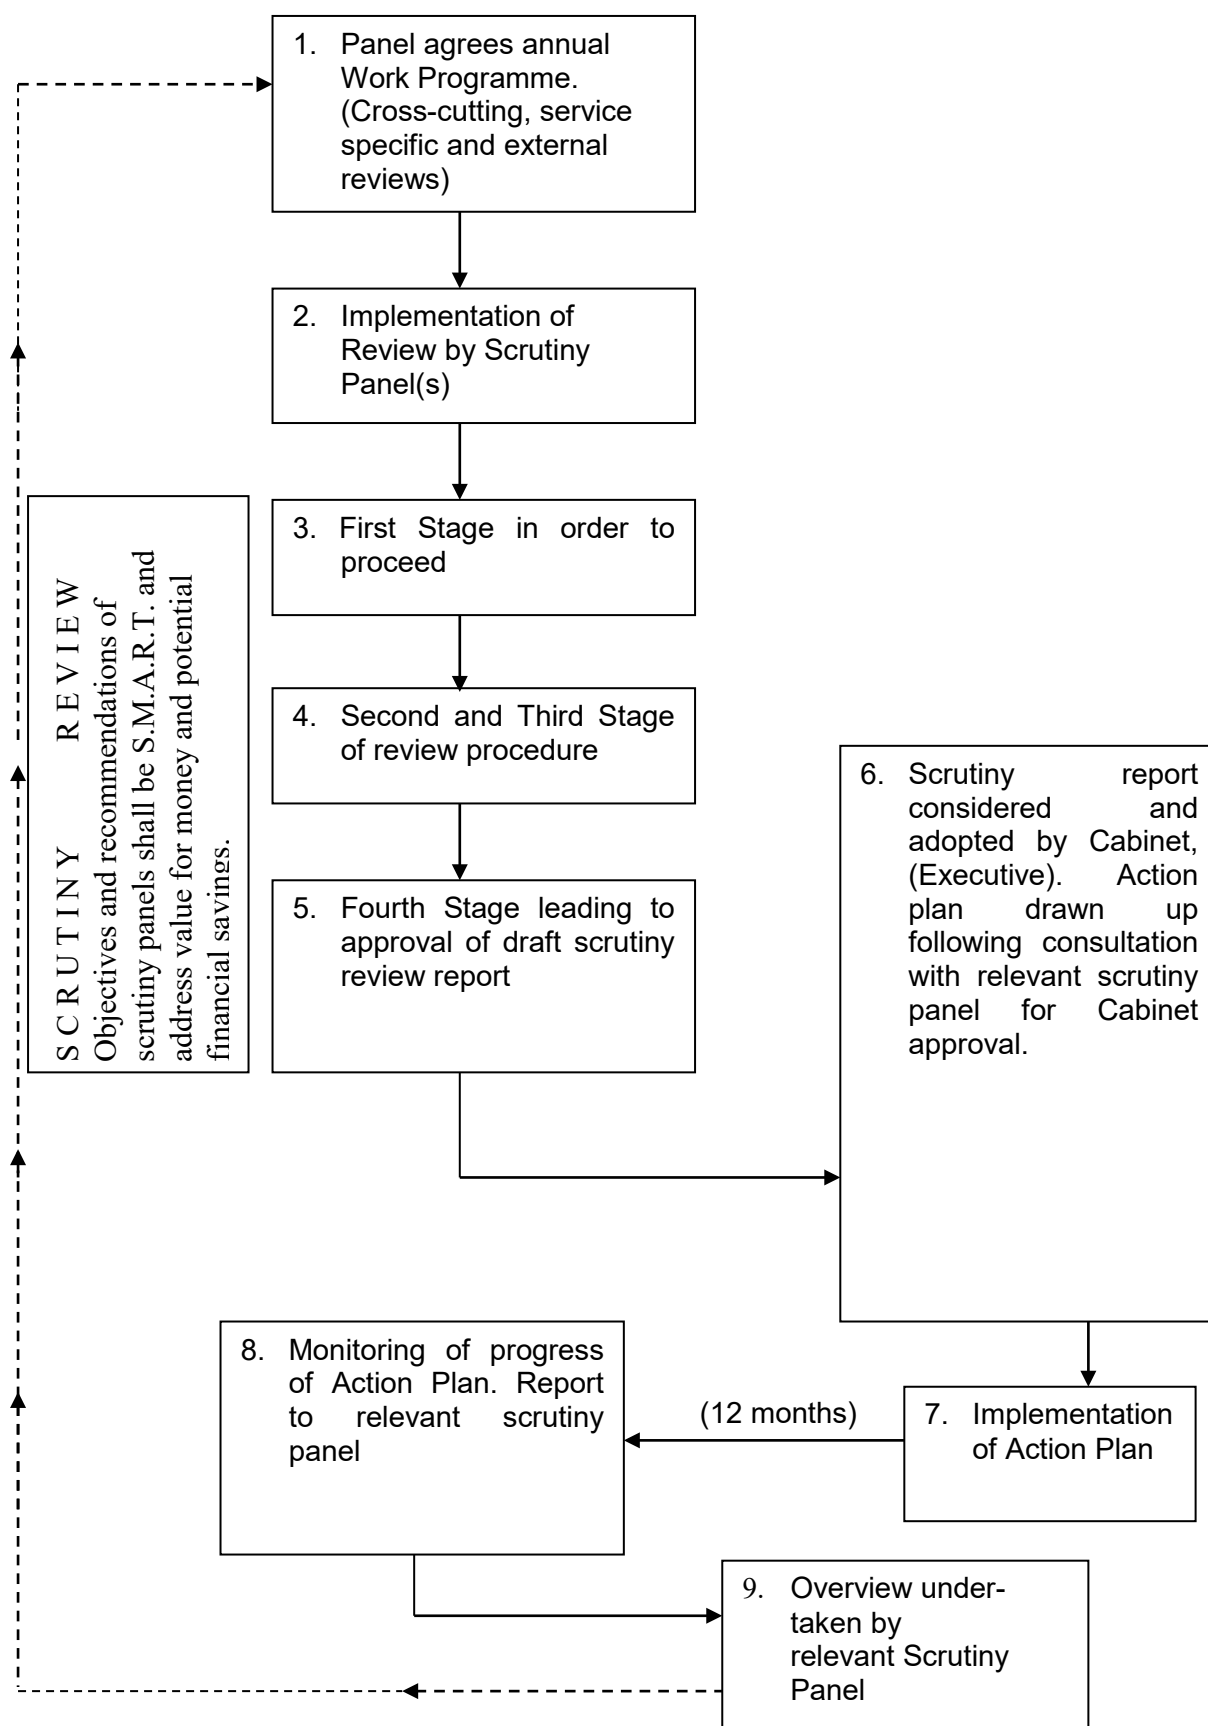 1. Panel agrees annual
Work Programme.
(Cross-cutting, service
specific and external
reviews)
2. Implementation of
Review by Scrutiny
Panel(s)
3. First Stage in order to
proceed
4. Second and Third Stage
of review procedure
5. Fourth Stage leading to
approval of draft scrutiny
review report
SCRUTINY REVIEW
Objectives and recommendations of
scrutiny panels shall be S.M.A.R.T. and
address value for money and potential
financial savings.
6. Scrutiny report
considered and
adopted by Cabinet,
(Executive). Action
plan drawn up
following consultation
with relevant scrutiny
panel for Cabinet
approval.
7. Implementation
of Action Plan
(12 months)
8. Monitoring of progress
of Action Plan. Report
to relevant scrutiny
panel
9. Overview under-
taken by
relevant Scrutiny
Panel